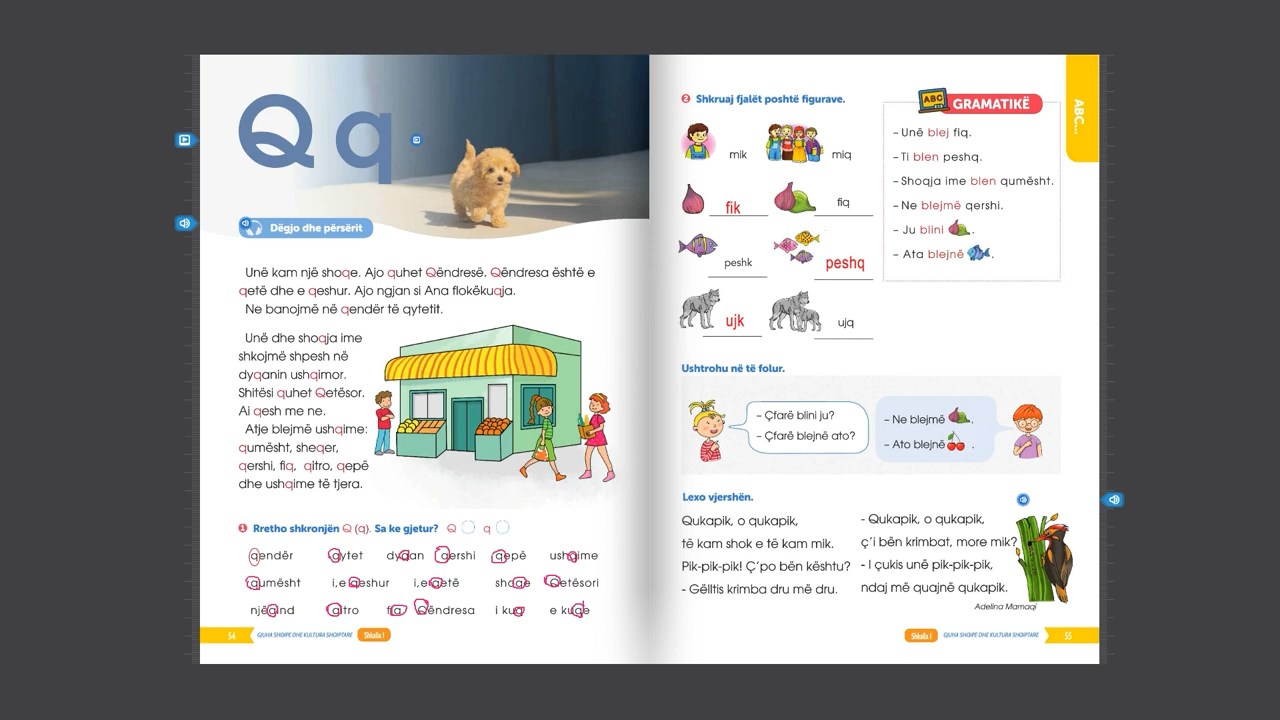 Q q
Dëgjo dhe përsërit
Unë kam një shoqe. Ajo quhet Qëndresë. Qëndresa është e
qetë dhe e qeshur. Ajo ngjan si Ana flokëkuqja.
Ne banojmë në qendër të qytetit.
Unë dhe shoqja ime
shkojmë shpesh në
dyqanin ushqimor.
Shitësi quhet Qetësor.
Ai qesh me ne.
Atje blejmë ushqime:
qumësht, sheqer,
qershi, fiq, qitro, qepë
dhe ushqime të tjera.
1 Rretho shkronjën Q (q). Sa ke gjetur? Q q
qendër qytet dyqan qershi qepë ushqime
qumësht i,e qeshur i,e qetë shoqe Qetësori
njëqind qitro fiq Qëndresa i kuq e kuqe
54 GJUHA SHQIPE DHE KULTURA SHQIPTARE Shkalla 1
2 Shkruaj fjalët poshtë figurave.
mik miq
fik fiq
peshk peshq
ujk ujq
ABC
GRAMATIKË
– Unë blej fiq.
– Ti blen peshq.
– Shoqja ime blen qumësht.
– Ne blejmë qershi.
– Ju blini .
– Ata blejnë .
ABC...
Ushtrohu në të folur.
– Çfarë blini ju?
– Çfarë blejnë ato?
– Ne blejmë .
– Ato blejnë .
Lexo vjershën.
Qukapik, o qukapik,
të kam shok e të kam mik.
Pik-pik-pik! Ç’po bën kështu?
- Gëlltis krimba dru më dru.
- Qukapik, o qukapik,
ç’i bën krimbat, more mik?
- I çukis unë pik-pik-pik,
ndaj më quajnë qukapik.
Adelina Mamaqi
Shkalla 1 GJUHA SHQIPE DHE KULTURA SHQIPTARE 55